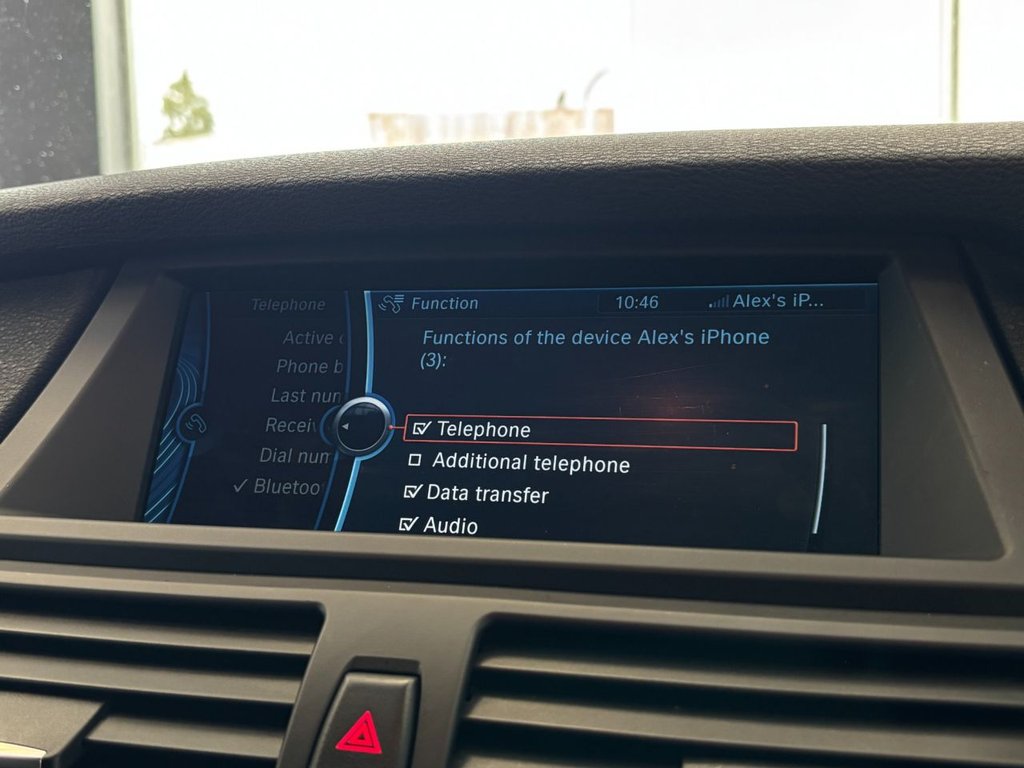 Telephone
Function
10:46
Alex's iP...
Functions of the device Alex's iPhone
(3):
Active
Phone b
Last num
Telephone
Receiv
Additional telephone
Dial num
Data transfer
Bluetoo
Audio